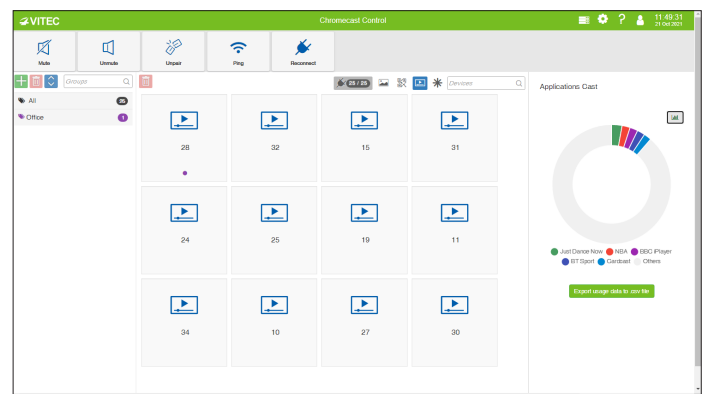 VITEC
Chromecast Control
?
11:49:31
21 Oct 2021
Mute
Unmute
Unpair
Ping
Reconnect
Groups
25 / 25
Devices
All
25
Office
1
28
32
15
31
24
25
19
11
34
10
27
30
Applications Cast
Just Dance Now NBA BBC iPlayer
BT Sport Cardcast Others
Export usage data to .csv file